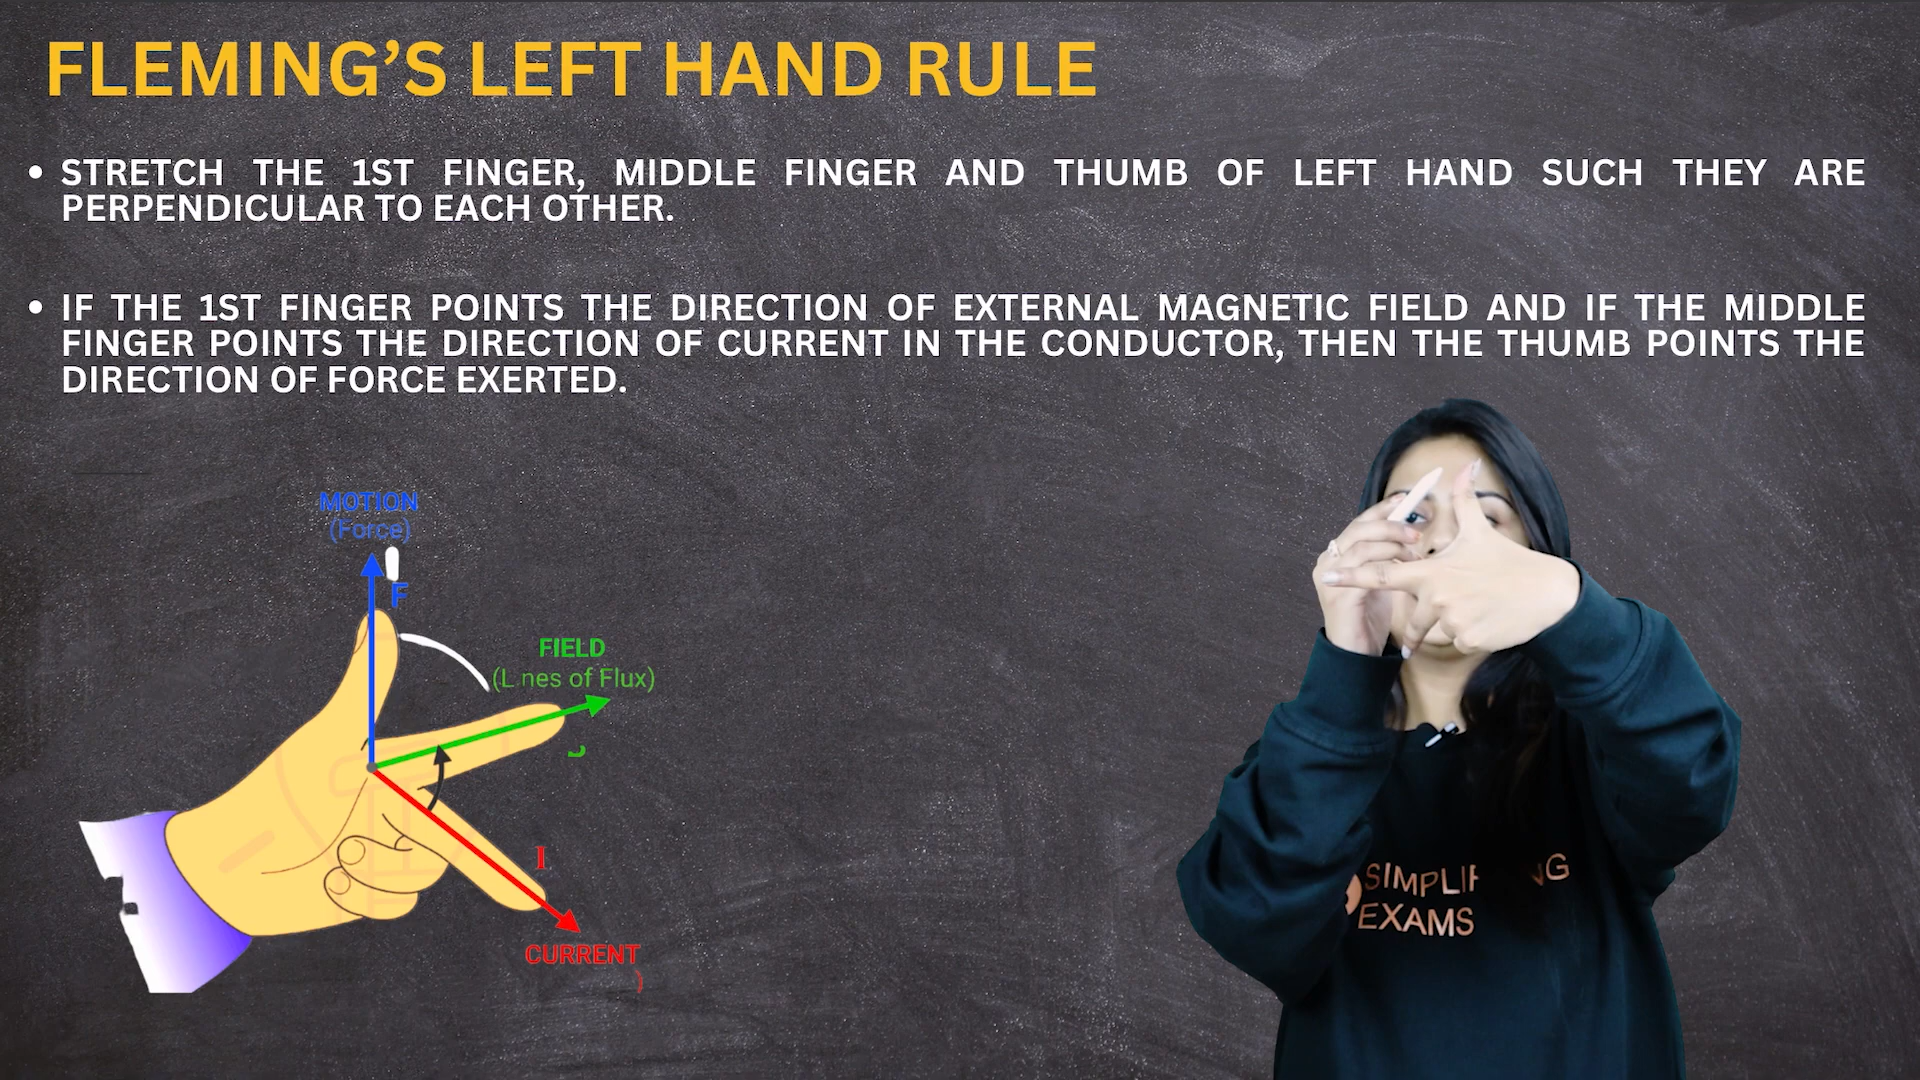 FLEMING'S LEFT HAND RULE
• STRETCH THE 1ST FINGER, MIDDLE FINGER AND THUMB OF LEFT HAND SUCH THEY ARE
PERPENDICULAR TO EACH OTHER.
• IF THE 1ST FINGER POINTS THE DIRECTION OF EXTERNAL MAGNETIC FIELD AND IF THE MIDDLE
FINGER POINTS THE DIRECTION OF CURRENT IN THE CONDUCTOR, THEN THE THUMB POINTS THE
DIRECTION OF FORCE EXERTED.
MOTION
(Force)
F
FIELD
(Lines of Flux)
I
CURRENT
SIMPLIF NG
EXAMS